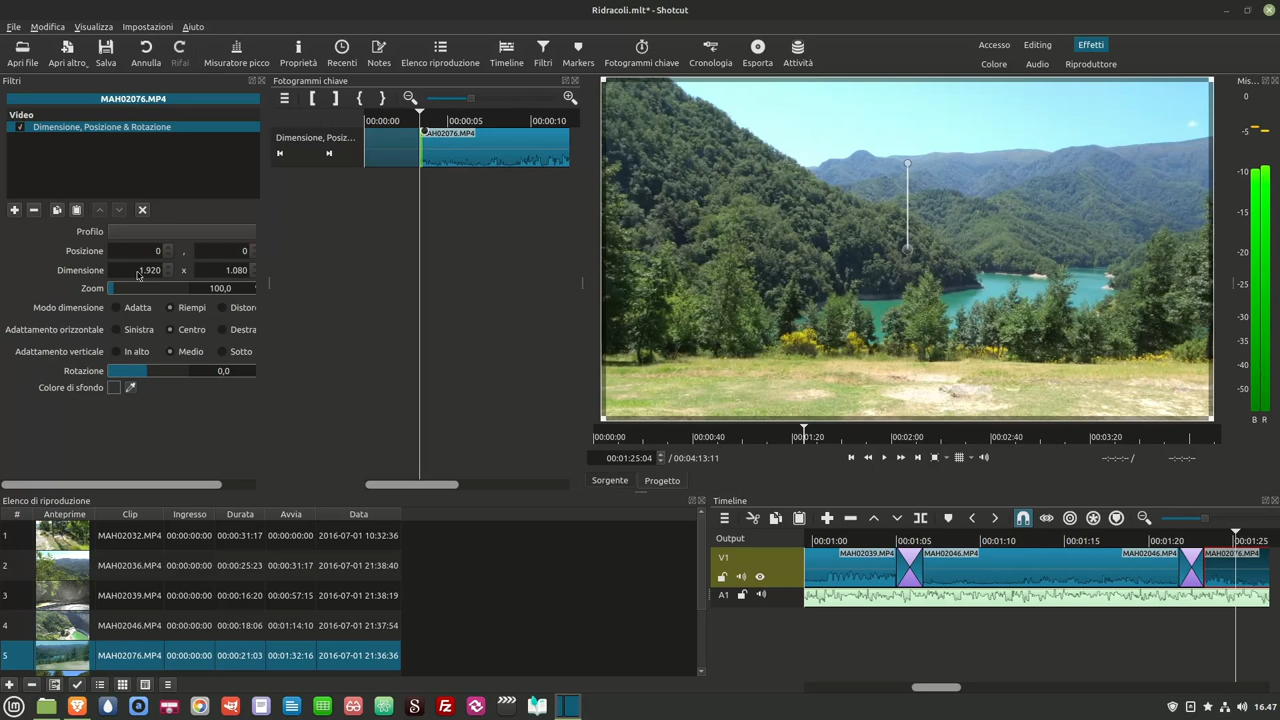 Ridracoli.mlt* - Shotcut
File Modifica Visualizza Impostazioni Aiuto
Apri file Apri altro, Salva Annulla Rifai Misuratore picco Proprietà Recenti Notes Elenco riproduzione Timeline Filtri Markers Fotogrammi chiave Cronologia Esporta Attività
Accesso Editing Effetti
Colore Audio Riproduttore
Filtri
MAH02076.MP4
Video
Dimensione, Posizione & Rotazione
Profilo
Posizione 0 , 0
Dimensione 1.920 x 1.080
Zoom 100,0
Modo dimensione Adatta Riempi Distor
Adattamento orizzontale Sinistra Centro Destra
Adattamento verticale In alto Medio Sotto
Rotazione 0,0
Colore di sfondo
Fotogrammi chiave
00:00:00 00:00:05 00:00:10
Dimensione, Posiz...
MAH02076.MP4
00:00:00 00:00:40 00:01:20 00:02:00 00:02:40 00:03:20
00:01:25:04 / 00:04:13:11 --:--:--:-- / --:--:--:--
Sorgente Progetto
Mis...
0
-5
-10
-15
-20
-25
-30
-35
-40
-45
-50
B R
Elenco di riproduzione
# Anteprime Clip Ingresso Durata Avvia Data
1 MAH02032.MP4 00:00:00:00 00:00:31:17 00:00:00:00 2016-07-01 10:32:36
2 MAH02036.MP4 00:00:00:00 00:00:25:23 00:00:31:17 2016-07-01 21:38:40
3 MAH02039.MP4 00:00:00:00 00:00:16:20 00:00:57:15 2016-07-01 21:38:19
4 MAH02046.MP4 00:00:00:00 00:00:18:06 00:01:14:10 2016-07-01 21:37:54
5 MAH02076.MP4 00:00:00:00 00:00:21:03 00:01:32:16 2016-07-01 21:36:36
Timeline
Output
00:01:00 00:01:05 00:01:10 00:01:15 00:01:20 00:01:25
V1
MAH02039.MP4 MAH02046.MP4 MAH02046.MP4 MAH02076.MP4
A1
16.47